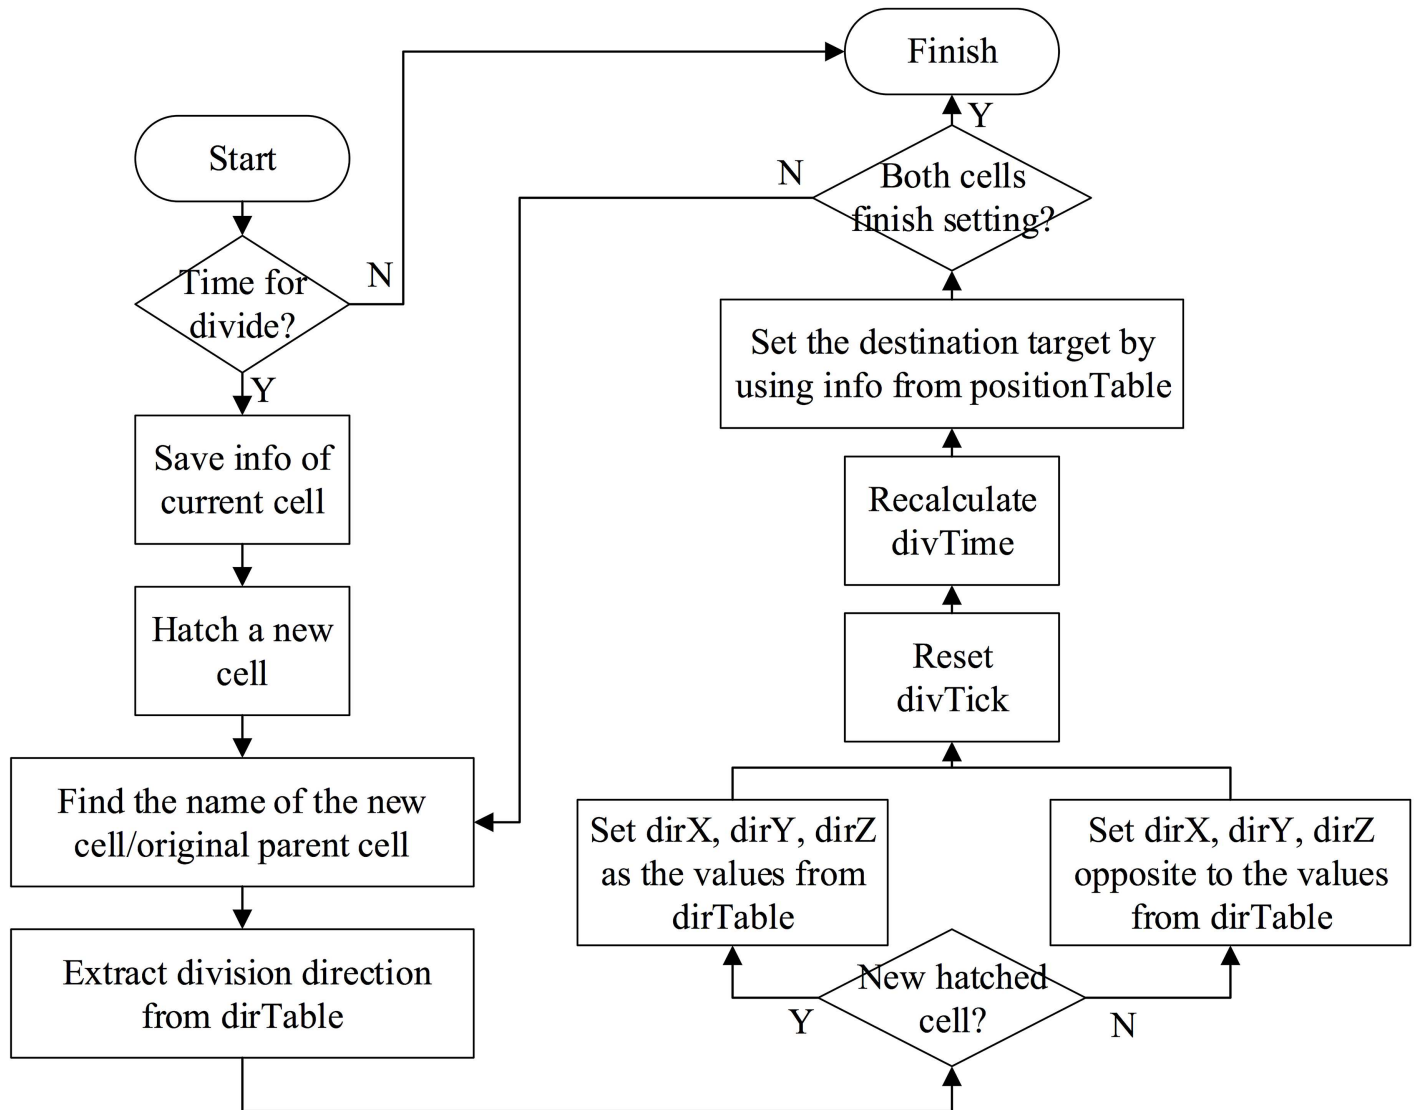 Start
Time for
divide?
N
Y
Save info of
current cell
Hatch a new
cell
Find the name of the new
cell/original parent cell
Extract division direction
from dirTable
New hatched
cell?
Y
N
Set dirX, dirY, dirZ
as the values from
dirTable
Set dirX, dirY, dirZ
opposite to the values
from dirTable
Reset
divTick
Recalculate
divTime
Set the destination target by
using info from positionTable
Both cells
finish setting?
N
Y
Finish